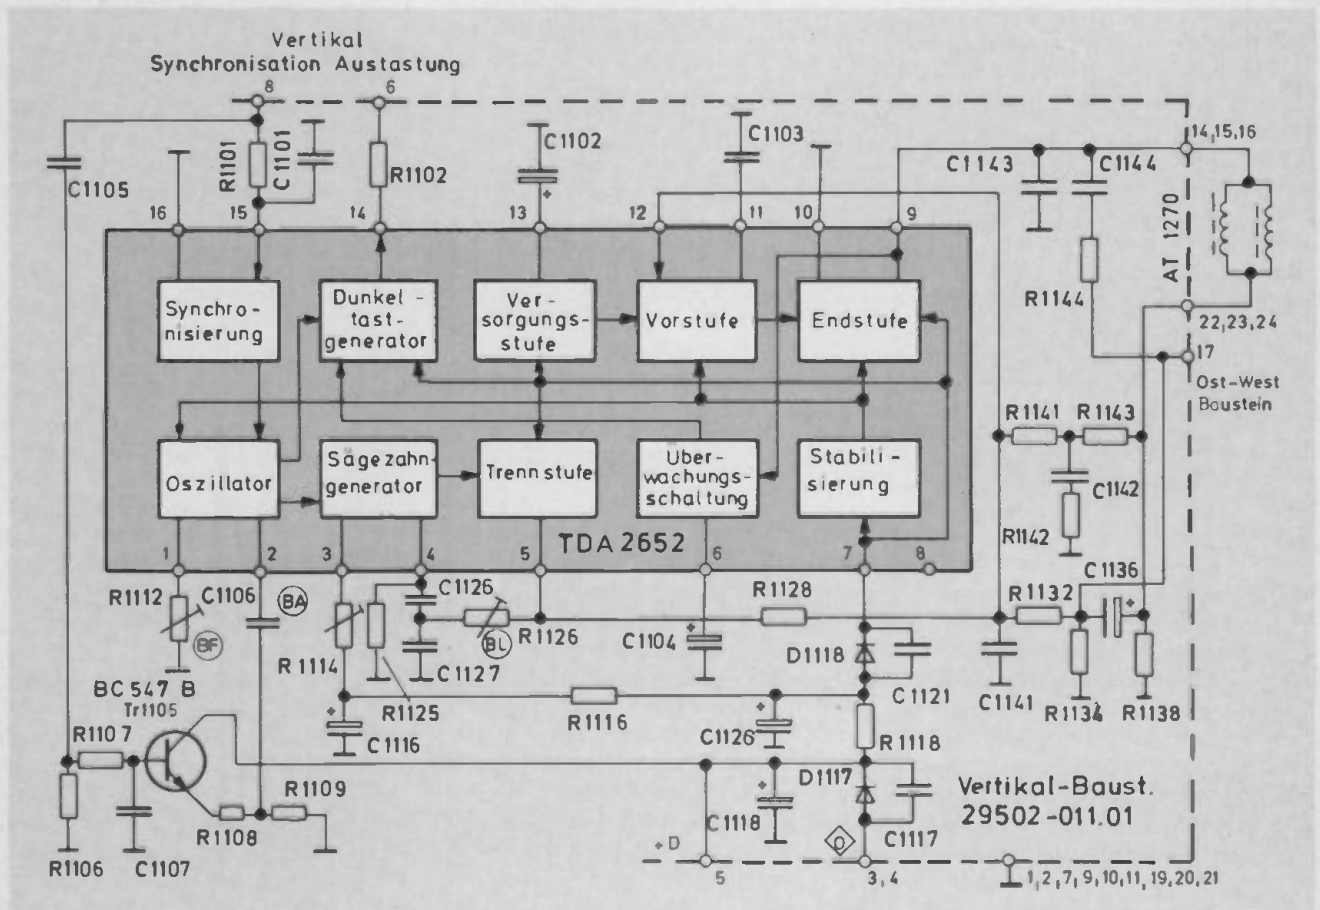 Vertikal
Synchronisation Austastung
8
6
C1105
R1101
C1101
R1102
C1102
+
C1103
C1143
C1144
14,15,16
AT 1270
R1144
22,23,24
17
Ost-West
Baustein
16
15
14
13
12
11
10
9
Synchro-
nisierung
Dunkel-
tast-
generator
Ver-
sorgungs-
stufe
Vorstufe
Endstufe
Oszillator
Sägezahn-
generator
Trennstufe
Über-
wachungs-
schaltung
Stabili-
sierung
TDA 2652
1
2
3
4
5
6
7
8
R1141
R1143
C1142
R1142
R1112
BF
C1106
BA
R1114
R1125
C1126
C1127
BL
R1126
+
C1104
R1128
D1118
C1121
R1132
C1136
+
C1141
R1134
R1138
BC 547 B
Tr1105
+
C1116
R1116
+
C1126
R1118
R1107
R1106
C1107
R1108
R1109
+
C1118
D1117
C1117
Vertikal-Baust.
29502-011.01
+D
5
3,4
1,2,7,9,10,11,19,20,21